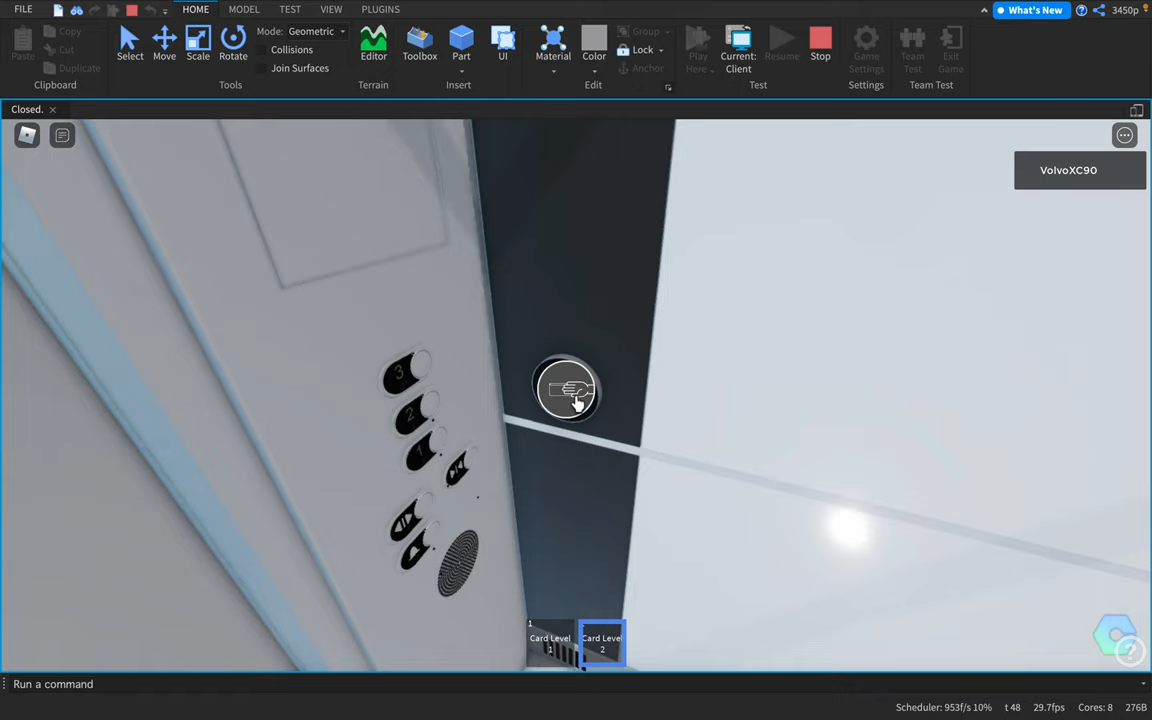 FILE HOME MODEL TEST VIEW PLUGINS What's New 3450p
Paste Copy Cut Duplicate Clipboard
Select Move Scale Rotate Mode: Geometric Collisions Join Surfaces Tools
Editor Terrain
Toolbox Part UI Insert
Material Color Group Lock Anchor Edit
Play Here Current: Client Resume Stop Test
Game Settings Settings
Team Test Exit Game Team Test
Closed.
VolvoXC90
3
2
1
1
Card Level 1
Card Level 2
Run a command
Scheduler: 953f/s 10% t 48 29.7fps Cores: 8 276B